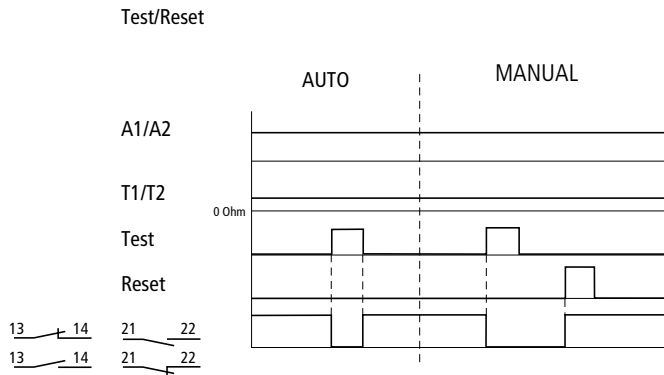 Test/Reset
AUTO
MANUAL
A1/A2
T1/T2
0 Ohm
Test
Reset
13 14 21 22
13 14 21 22